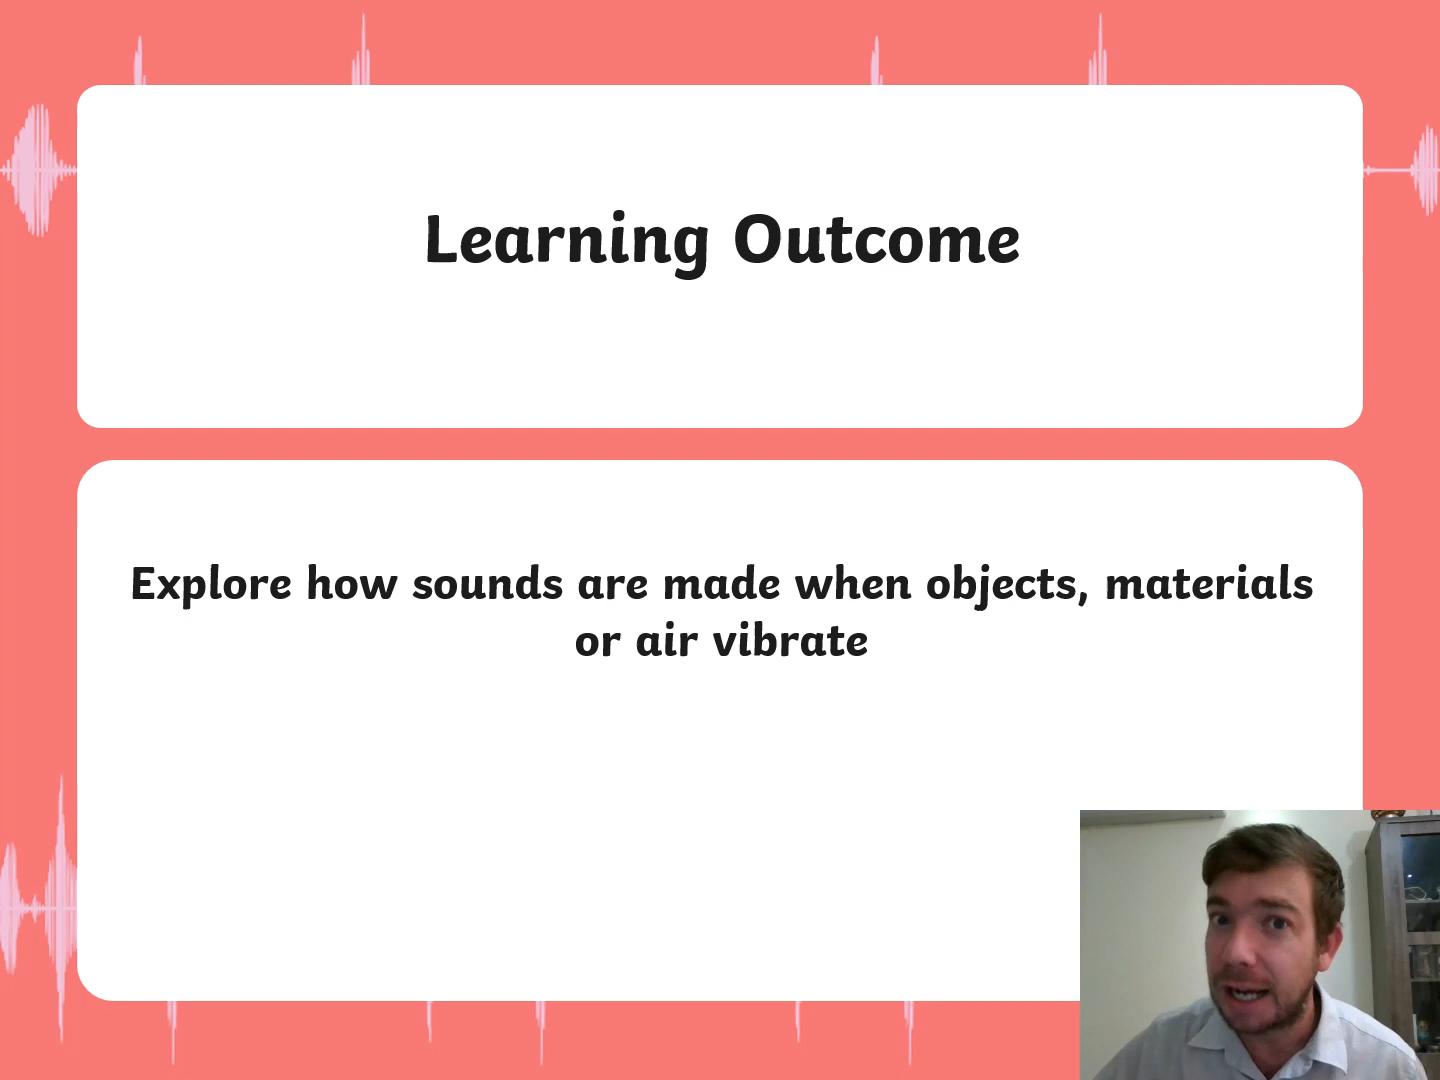 Learning Outcome
Explore how sounds are made when objects, materials
or air vibrate